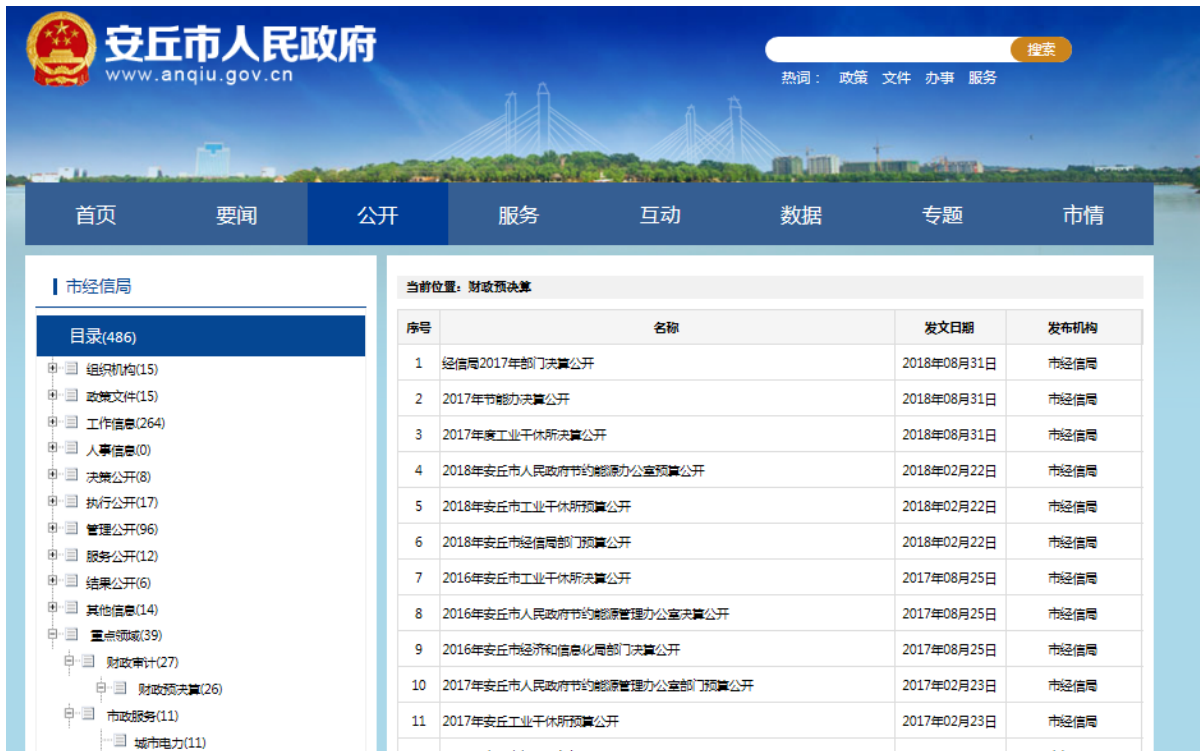 安丘市人民政府
www.anqiu.gov.cn
搜索
热词： 政策 文件 办事 服务
首页 要闻 公开 服务 互动 数据 专题 市情
市经信局
目录(486)
组织机构(15)
政策文件(15)
工作信息(264)
人事信息(0)
决策公开(8)
执行公开(17)
管理公开(96)
服务公开(12)
结果公开(6)
其他信息(14)
重点领域(39)
财政审计(27)
财政预决算(26)
市政服务(11)
城市电力(11)
当前位置：财政预决算
序号 名称 发文日期 发布机构
1 经信局2017年部门决算公开 2018年08月31日 市经信局
2 2017年节能办决算公开 2018年08月31日 市经信局
3 2017年度工业干休所决算公开 2018年08月31日 市经信局
4 2018年安丘市人民政府节约能源办公室预算公开 2018年02月22日 市经信局
5 2018年安丘市工业干休所预算公开 2018年02月22日 市经信局
6 2018年安丘市经信局部门预算公开 2018年02月22日 市经信局
7 2016年安丘市工业干休所决算公开 2017年08月25日 市经信局
8 2016年安丘市人民政府节约能源管理办公室决算公开 2017年08月25日 市经信局
9 2016年安丘市经济和信息化局部门决算公开 2017年08月25日 市经信局
10 2017年安丘市人民政府节约能源管理办公室部门预算公开 2017年02月23日 市经信局
11 2017年安丘工业干休所预算公开 2017年02月23日 市经信局